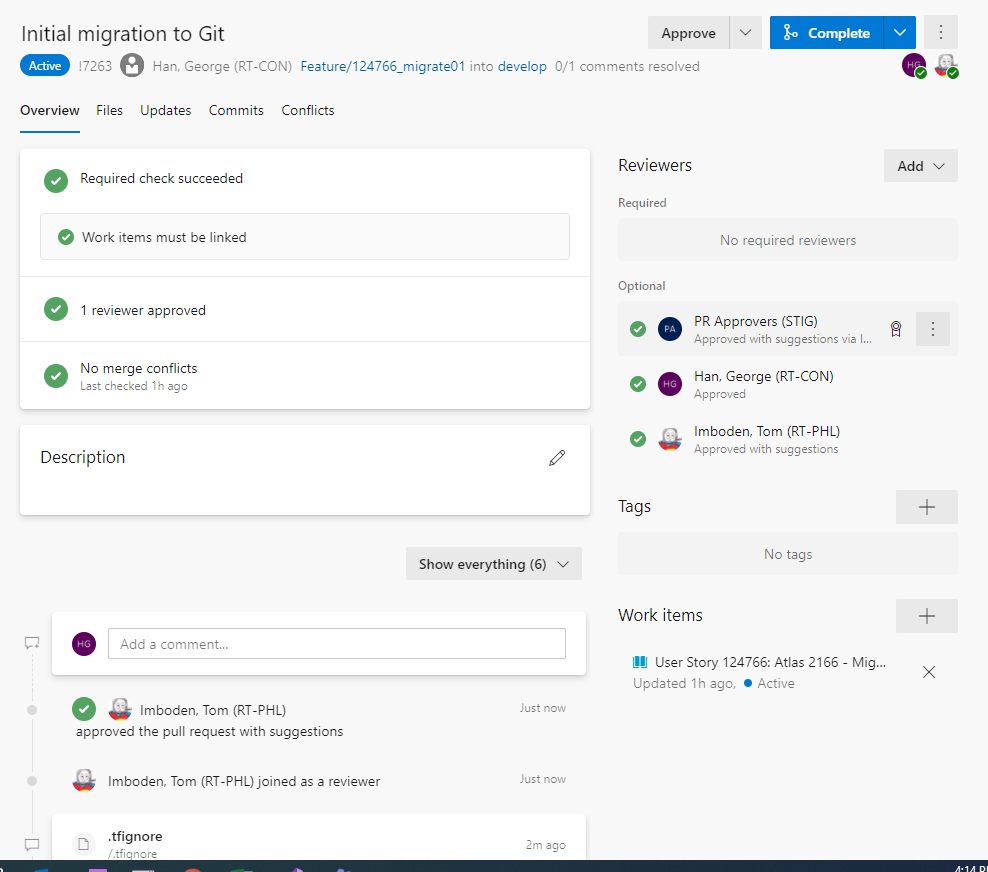 Initial migration to Git
Approve
Complete
Active !7263 Han, George (RT-CON) Feature/124766_migrate01 into develop 0/1 comments resolved
HG
Overview Files Updates Commits Conflicts
Required check succeeded
Work items must be linked
1 reviewer approved
No merge conflicts
Last checked 1h ago
Description
Show everything (6)
HG Add a comment...
Imboden, Tom (RT-PHL) Just now
approved the pull request with suggestions
Imboden, Tom (RT-PHL) joined as a reviewer Just now
.tfignore
/.tfignore 2m ago
Reviewers Add
Required
No required reviewers
Optional
PA PR Approvers (STIG)
Approved with suggestions via I...
HG Han, George (RT-CON)
Approved
Imboden, Tom (RT-PHL)
Approved with suggestions
Tags
No tags
Work items
User Story 124766: Atlas 2166 - Mig...
Updated 1h ago, Active